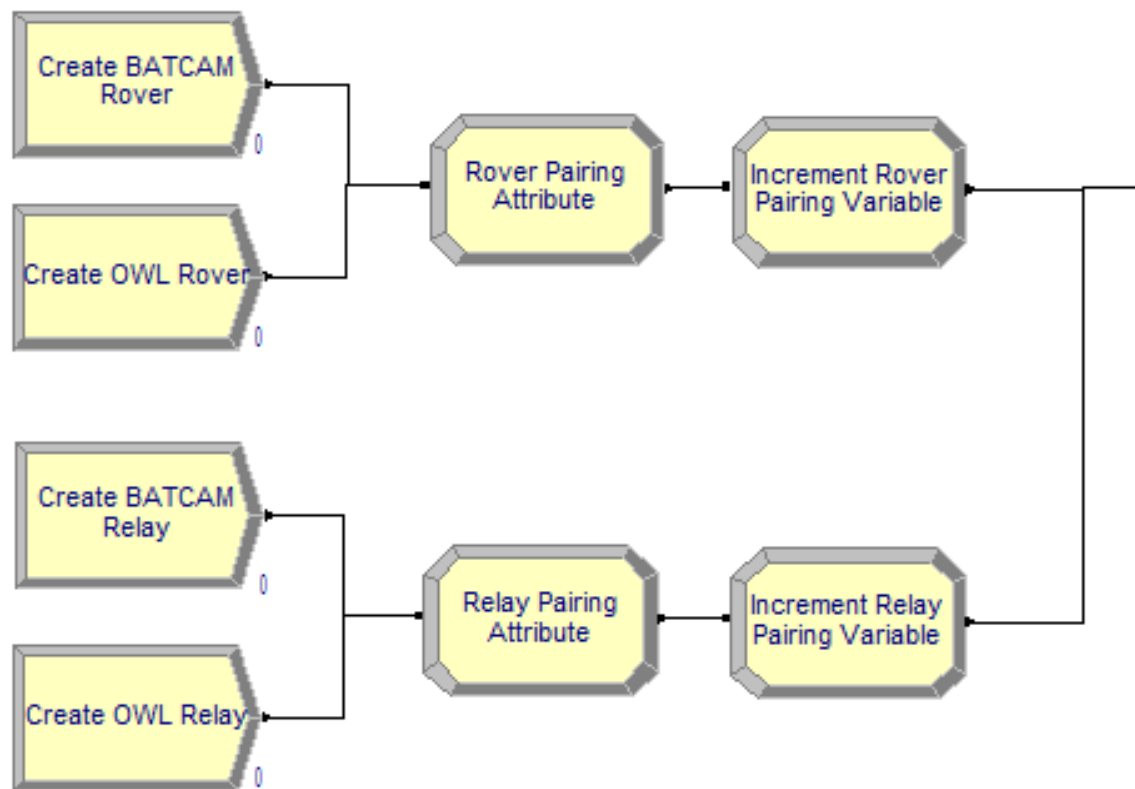 Create BATCAM
Rover
0
Create OWL Rover
0
Rover Pairing
Attribute
Increment Rover
Pairing Variable
Create BATCAM
Relay
0
Create OWL Relay
0
Relay Pairing
Attribute
Increment Relay
Pairing Variable